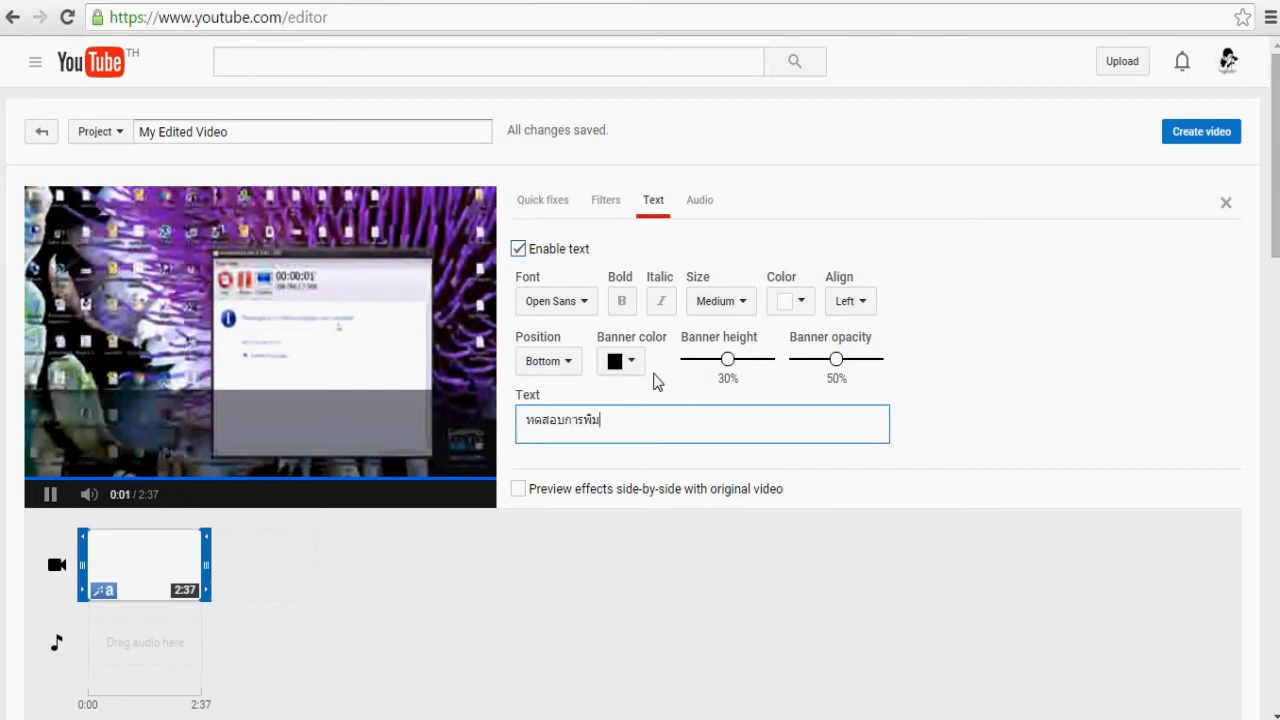 https://www.youtube.com/editor
YouTube TH
Upload
Project
My Edited Video
All changes saved.
Create video
Quick fixes
Filters
Text
Audio
Enable text
Font
Bold
Italic
Size
Color
Align
Open Sans
B
I
Medium
Left
Position
Banner color
Banner height
Banner opacity
Bottom
30%
50%
Text
ทดสอบการพิม
00:00:01
0:01 / 2:37
Preview effects side-by-side with original video
a
2:37
Drag audio here
0:00
2:37